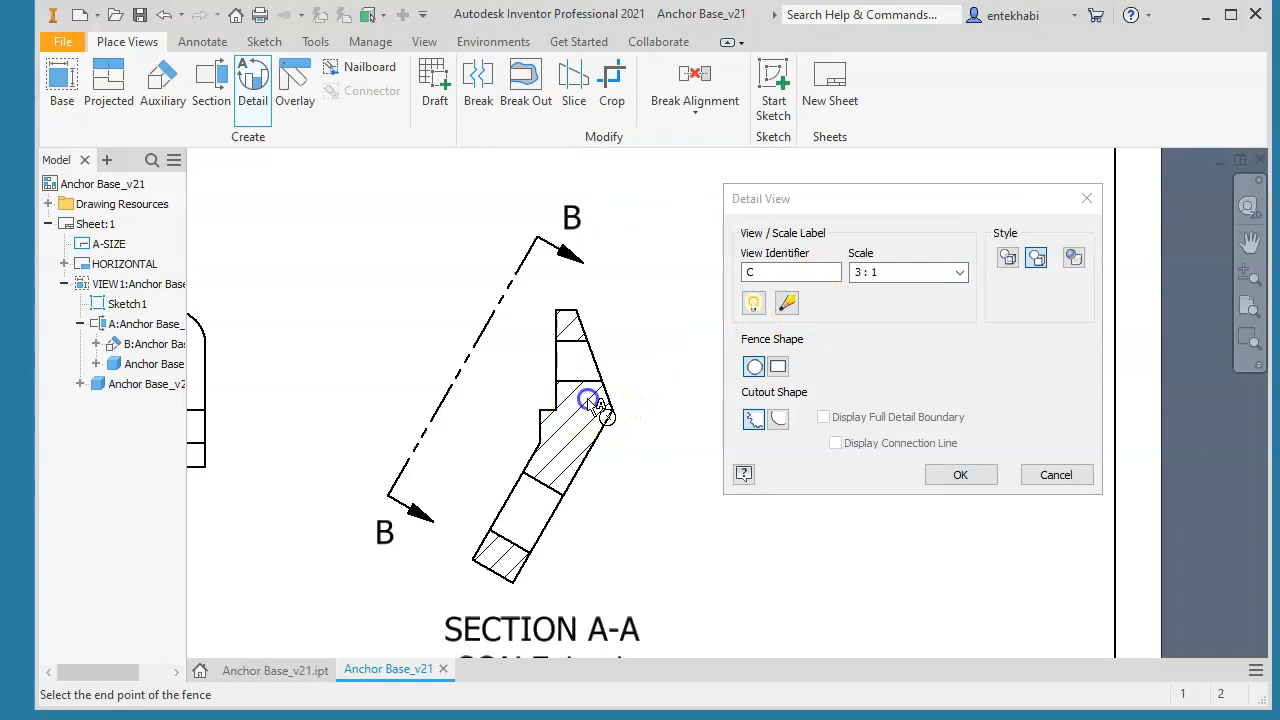 Autodesk Inventor Professional 2021 Anchor Base_v21
Search Help & Commands...
entekhabi
File Place Views Annotate Sketch Tools Manage View Environments Get Started Collaborate
Base Projected Auxiliary Section Detail Overlay
Nailboard
Connector
Draft Break Break Out Slice Crop
Break Alignment
Start
Sketch
New Sheet
Create Modify Sketch Sheets
Model
Anchor Base_v21
Drawing Resources
Sheet:1
A-SIZE
HORIZONTAL
VIEW1:Anchor Base
Sketch1
A:Anchor Base_
B:Anchor Ba
Anchor Base
Anchor Base_v2
B
B
SECTION A-A
Detail View
View / Scale Label
Style
View Identifier
Scale
C
3 : 1
Fence Shape
Cutout Shape
Display Full Detail Boundary
Display Connection Line
OK
Cancel
Anchor Base_v21.ipt
Anchor Base_v21
Select the end point of the fence
1
2